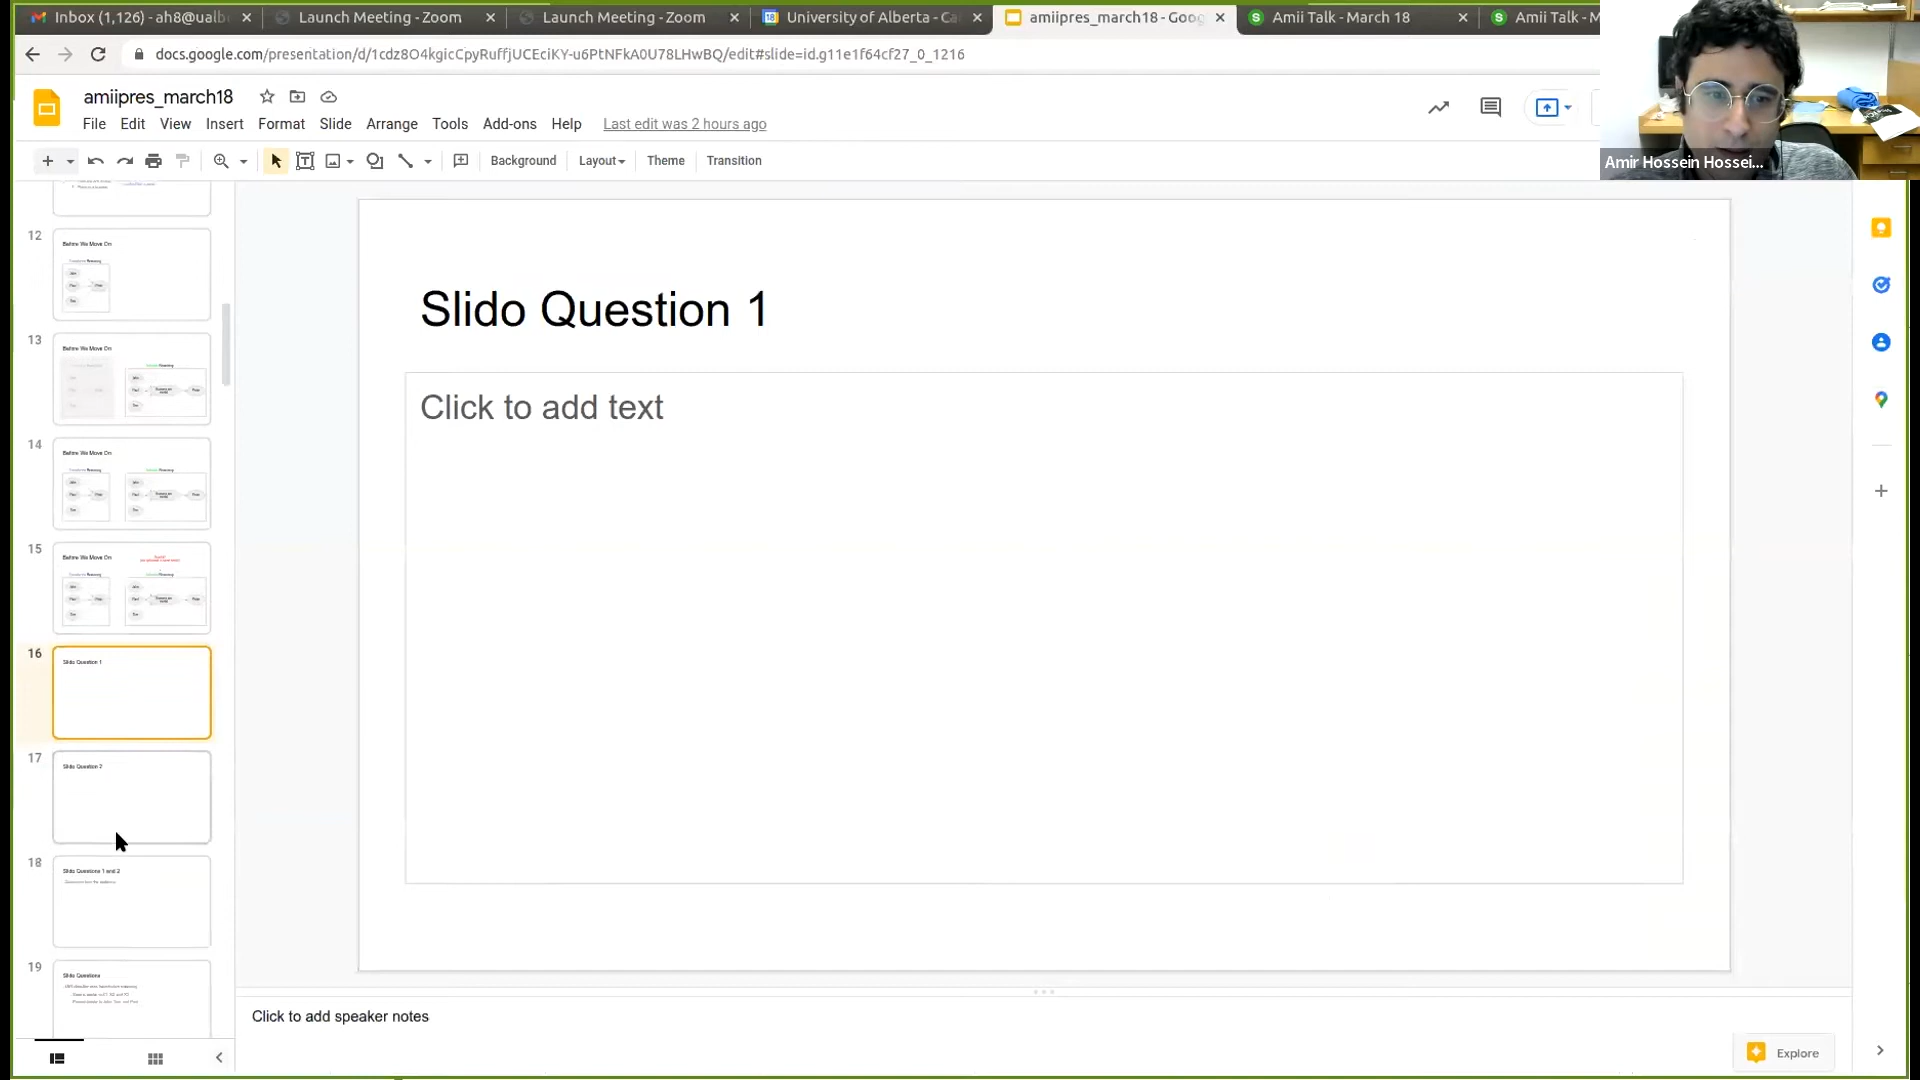 Inbox (1,126) - ah8@ualb
Launch Meeting - Zoom
Launch Meeting - Zoom
University of Alberta - Ca
amiipres_march18 - Goog
Amii Talk - March 18
Amii Talk - M
docs.google.com/presentation/d/1cdz8O4kgicCpyRuffjUCEciKY-u6PtNFkA0U78LHwBQ/edit#slide=id.g11e1f64cf27_0_1216
amiipres_march18
File Edit View Insert Format Slide Arrange Tools Add-ons Help Last edit was 2 hours ago
Background Layout Theme Transition
Amir Hossein Hossei...
12
Before We Move On
13
Before We Move On
14
Before We Move On
15
Before We Move On
16
Slido Question 1
17
Slido Question 2
18
Slido Questions 1 and 2
19
Slido Questions
Slido Question 1
Click to add text
Click to add speaker notes
Explore